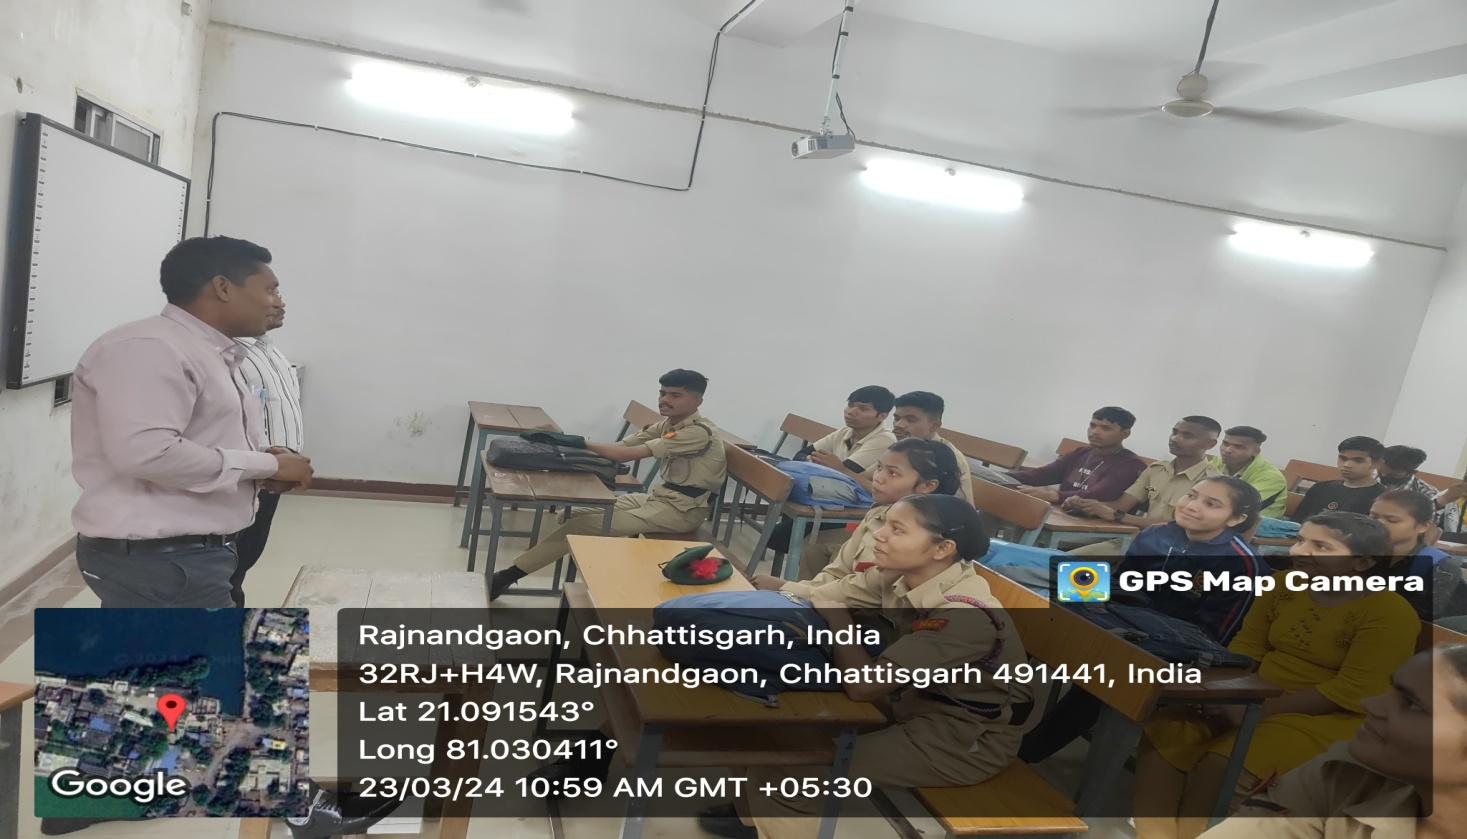 GPS Map Camera
Rajnandgaon, Chhattisgarh, India
32RJ+H4W, Rajnandgaon, Chhattisgarh 491441, India
Lat 21.091543°
Long 81.030411°
23/03/24 10:59 AM GMT +05:30
Google
NCC